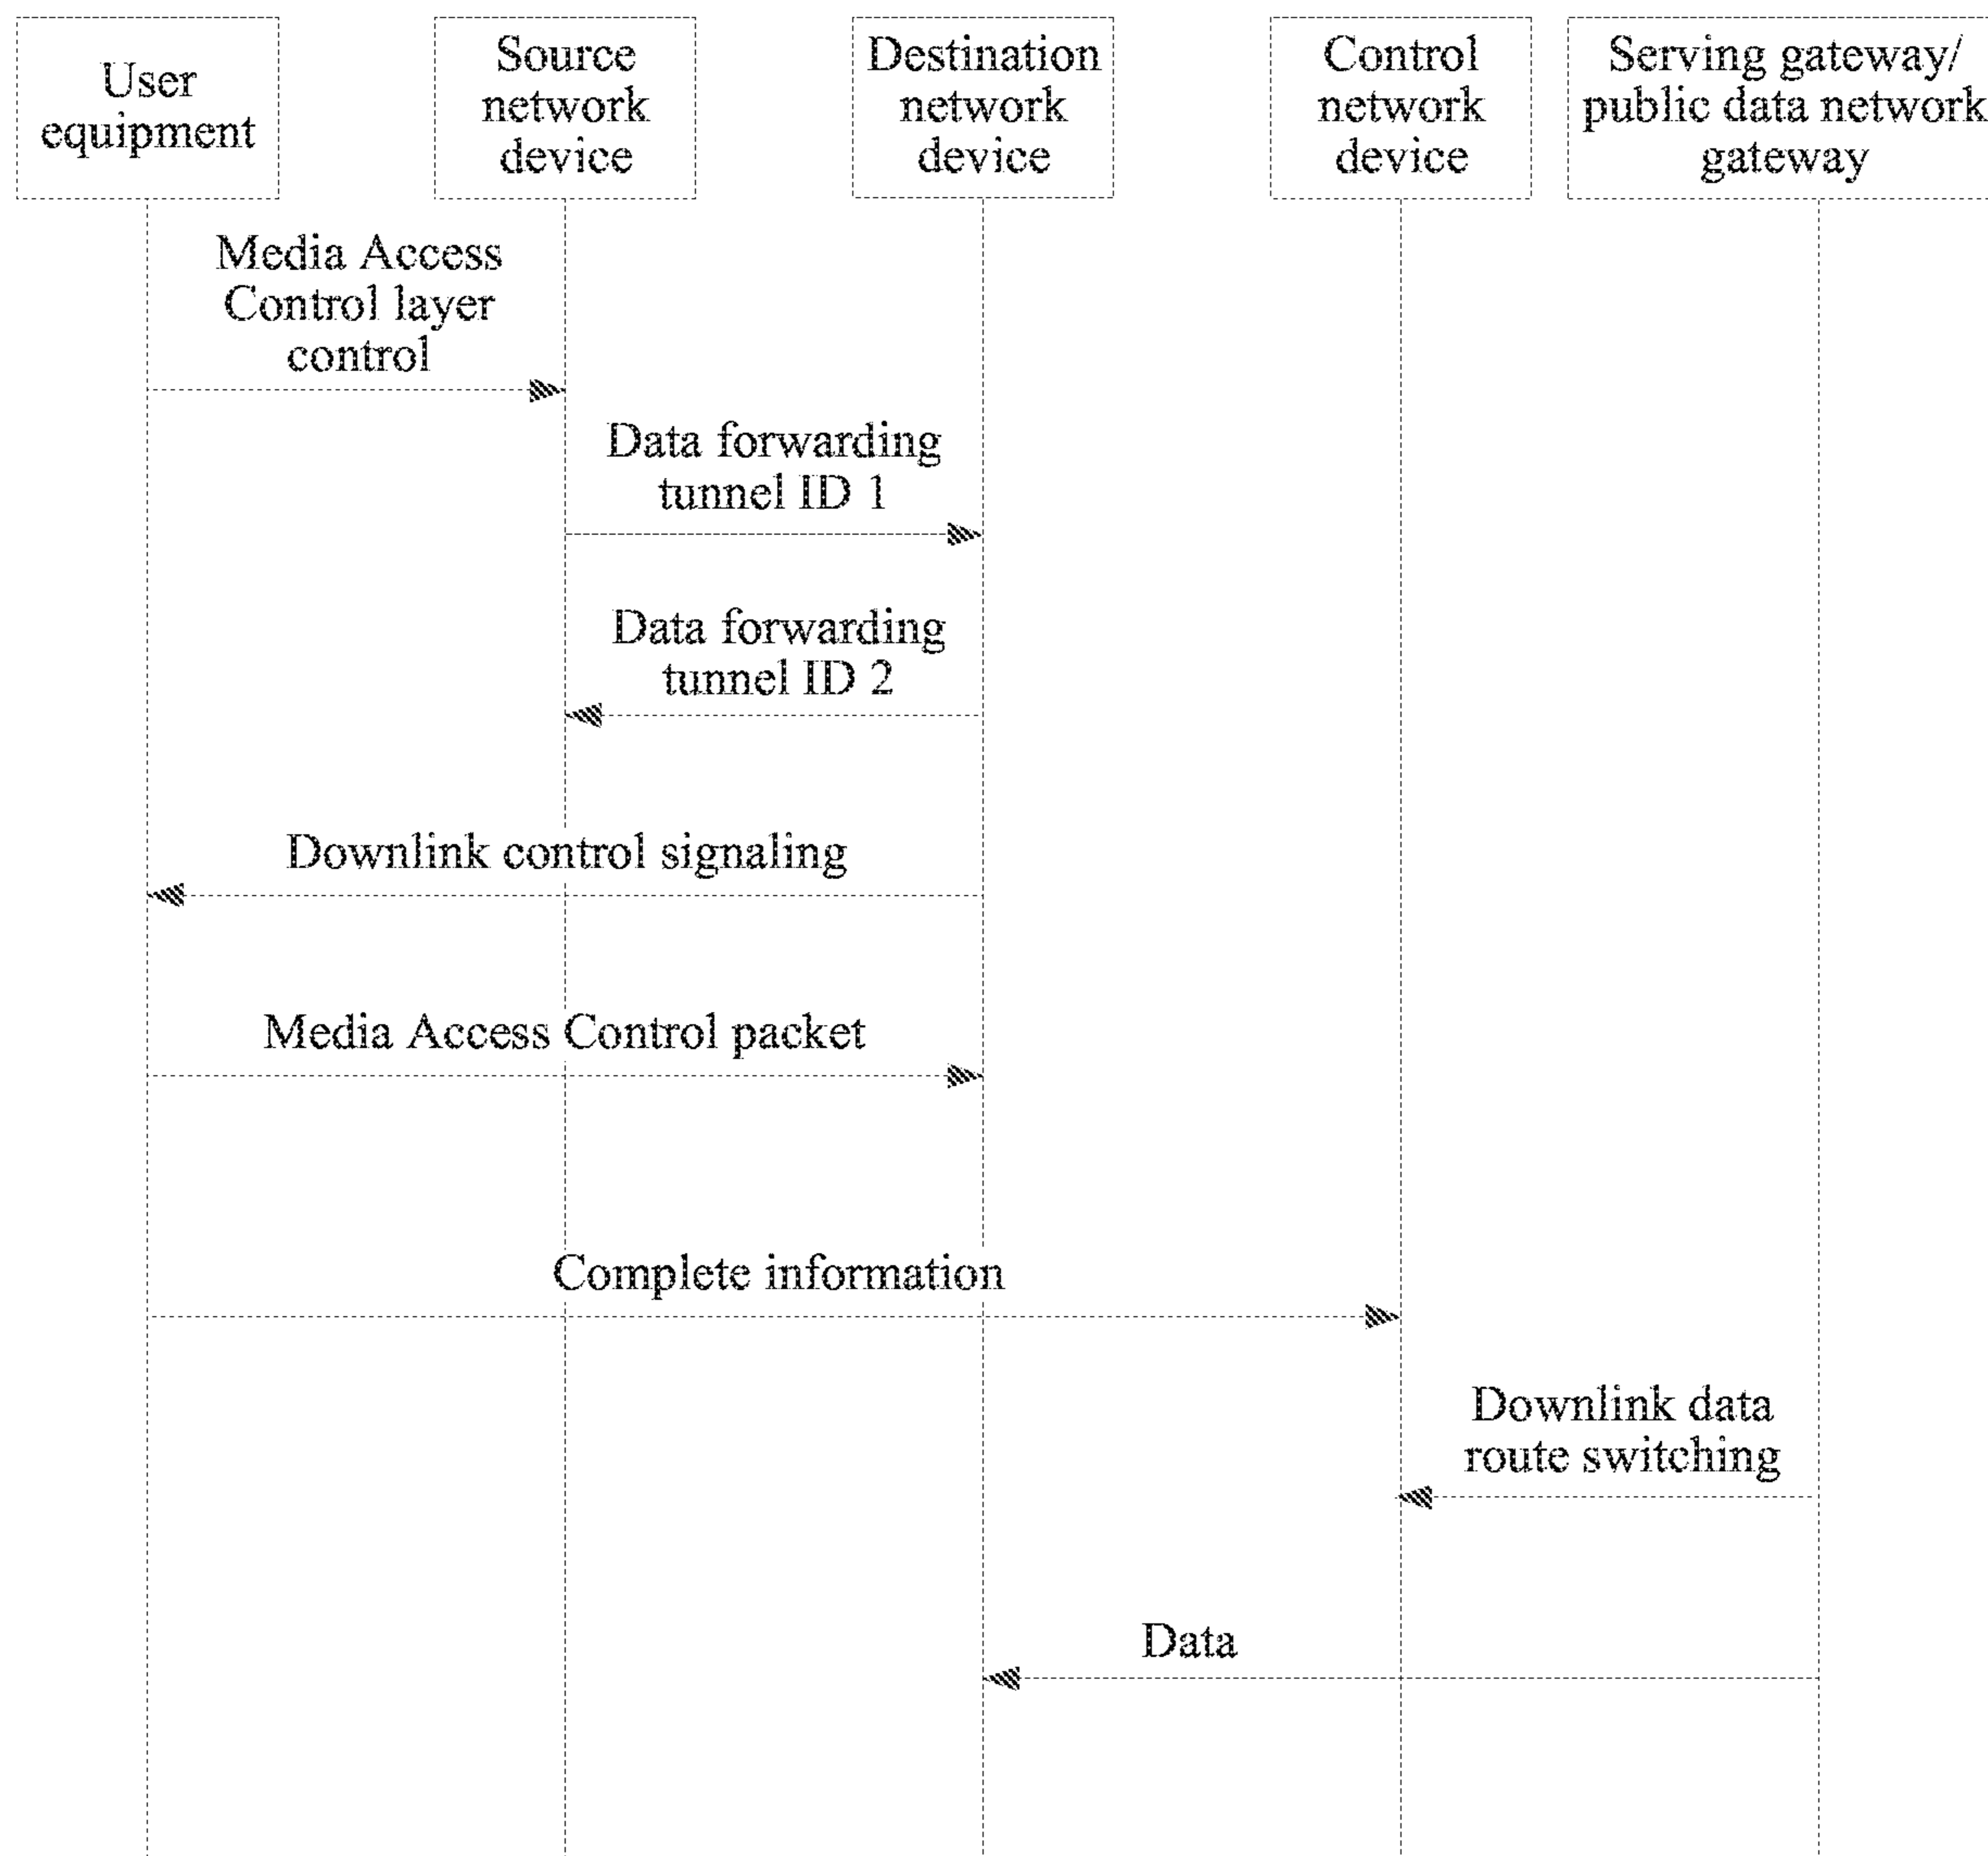 User
equipment
Source
network
device
Destination
network
device
Control
network
device
Serving gateway/
public data network
gateway
Media Access
Control layer
control
Data forwarding
tunnel ID 1
Data forwarding
tunnel ID 2
Downlink control signaling
Media Access Control packet
Complete information
Downlink data
route switching
Data